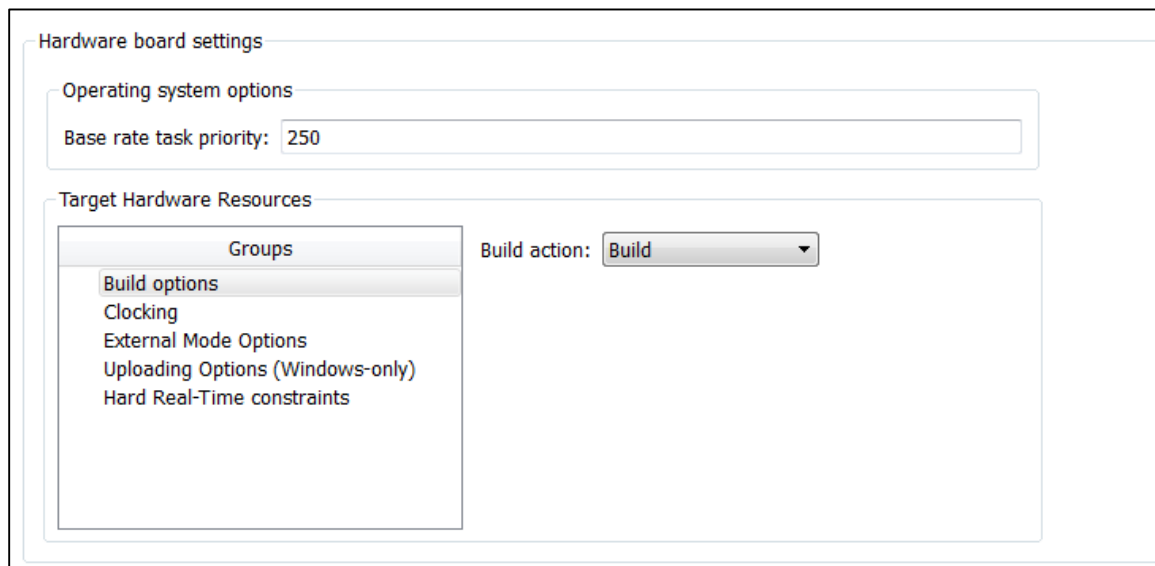 Hardware board settings
Operating system options
Base rate task priority: 250
Target Hardware Resources
Groups
Build action: Build
Build options
Clocking
External Mode Options
Uploading Options (Windows-only)
Hard Real-Time constraints